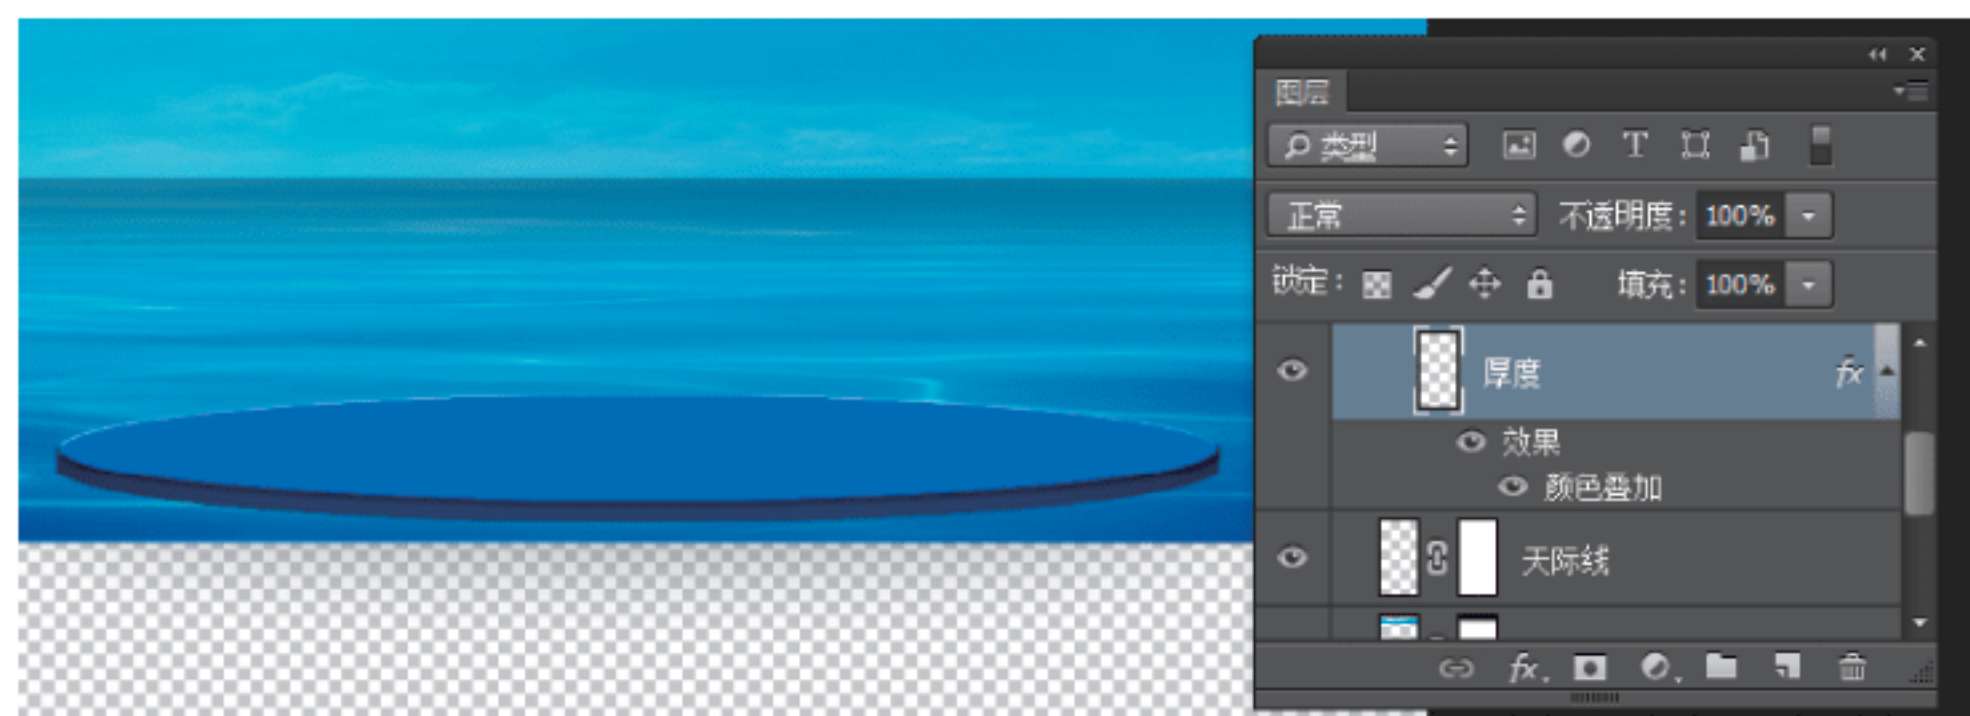 图层
类型
正常 不透明度: 100%
锁定: 填充: 100%
厚度 fx
效果
颜色叠加
天际线
fx.